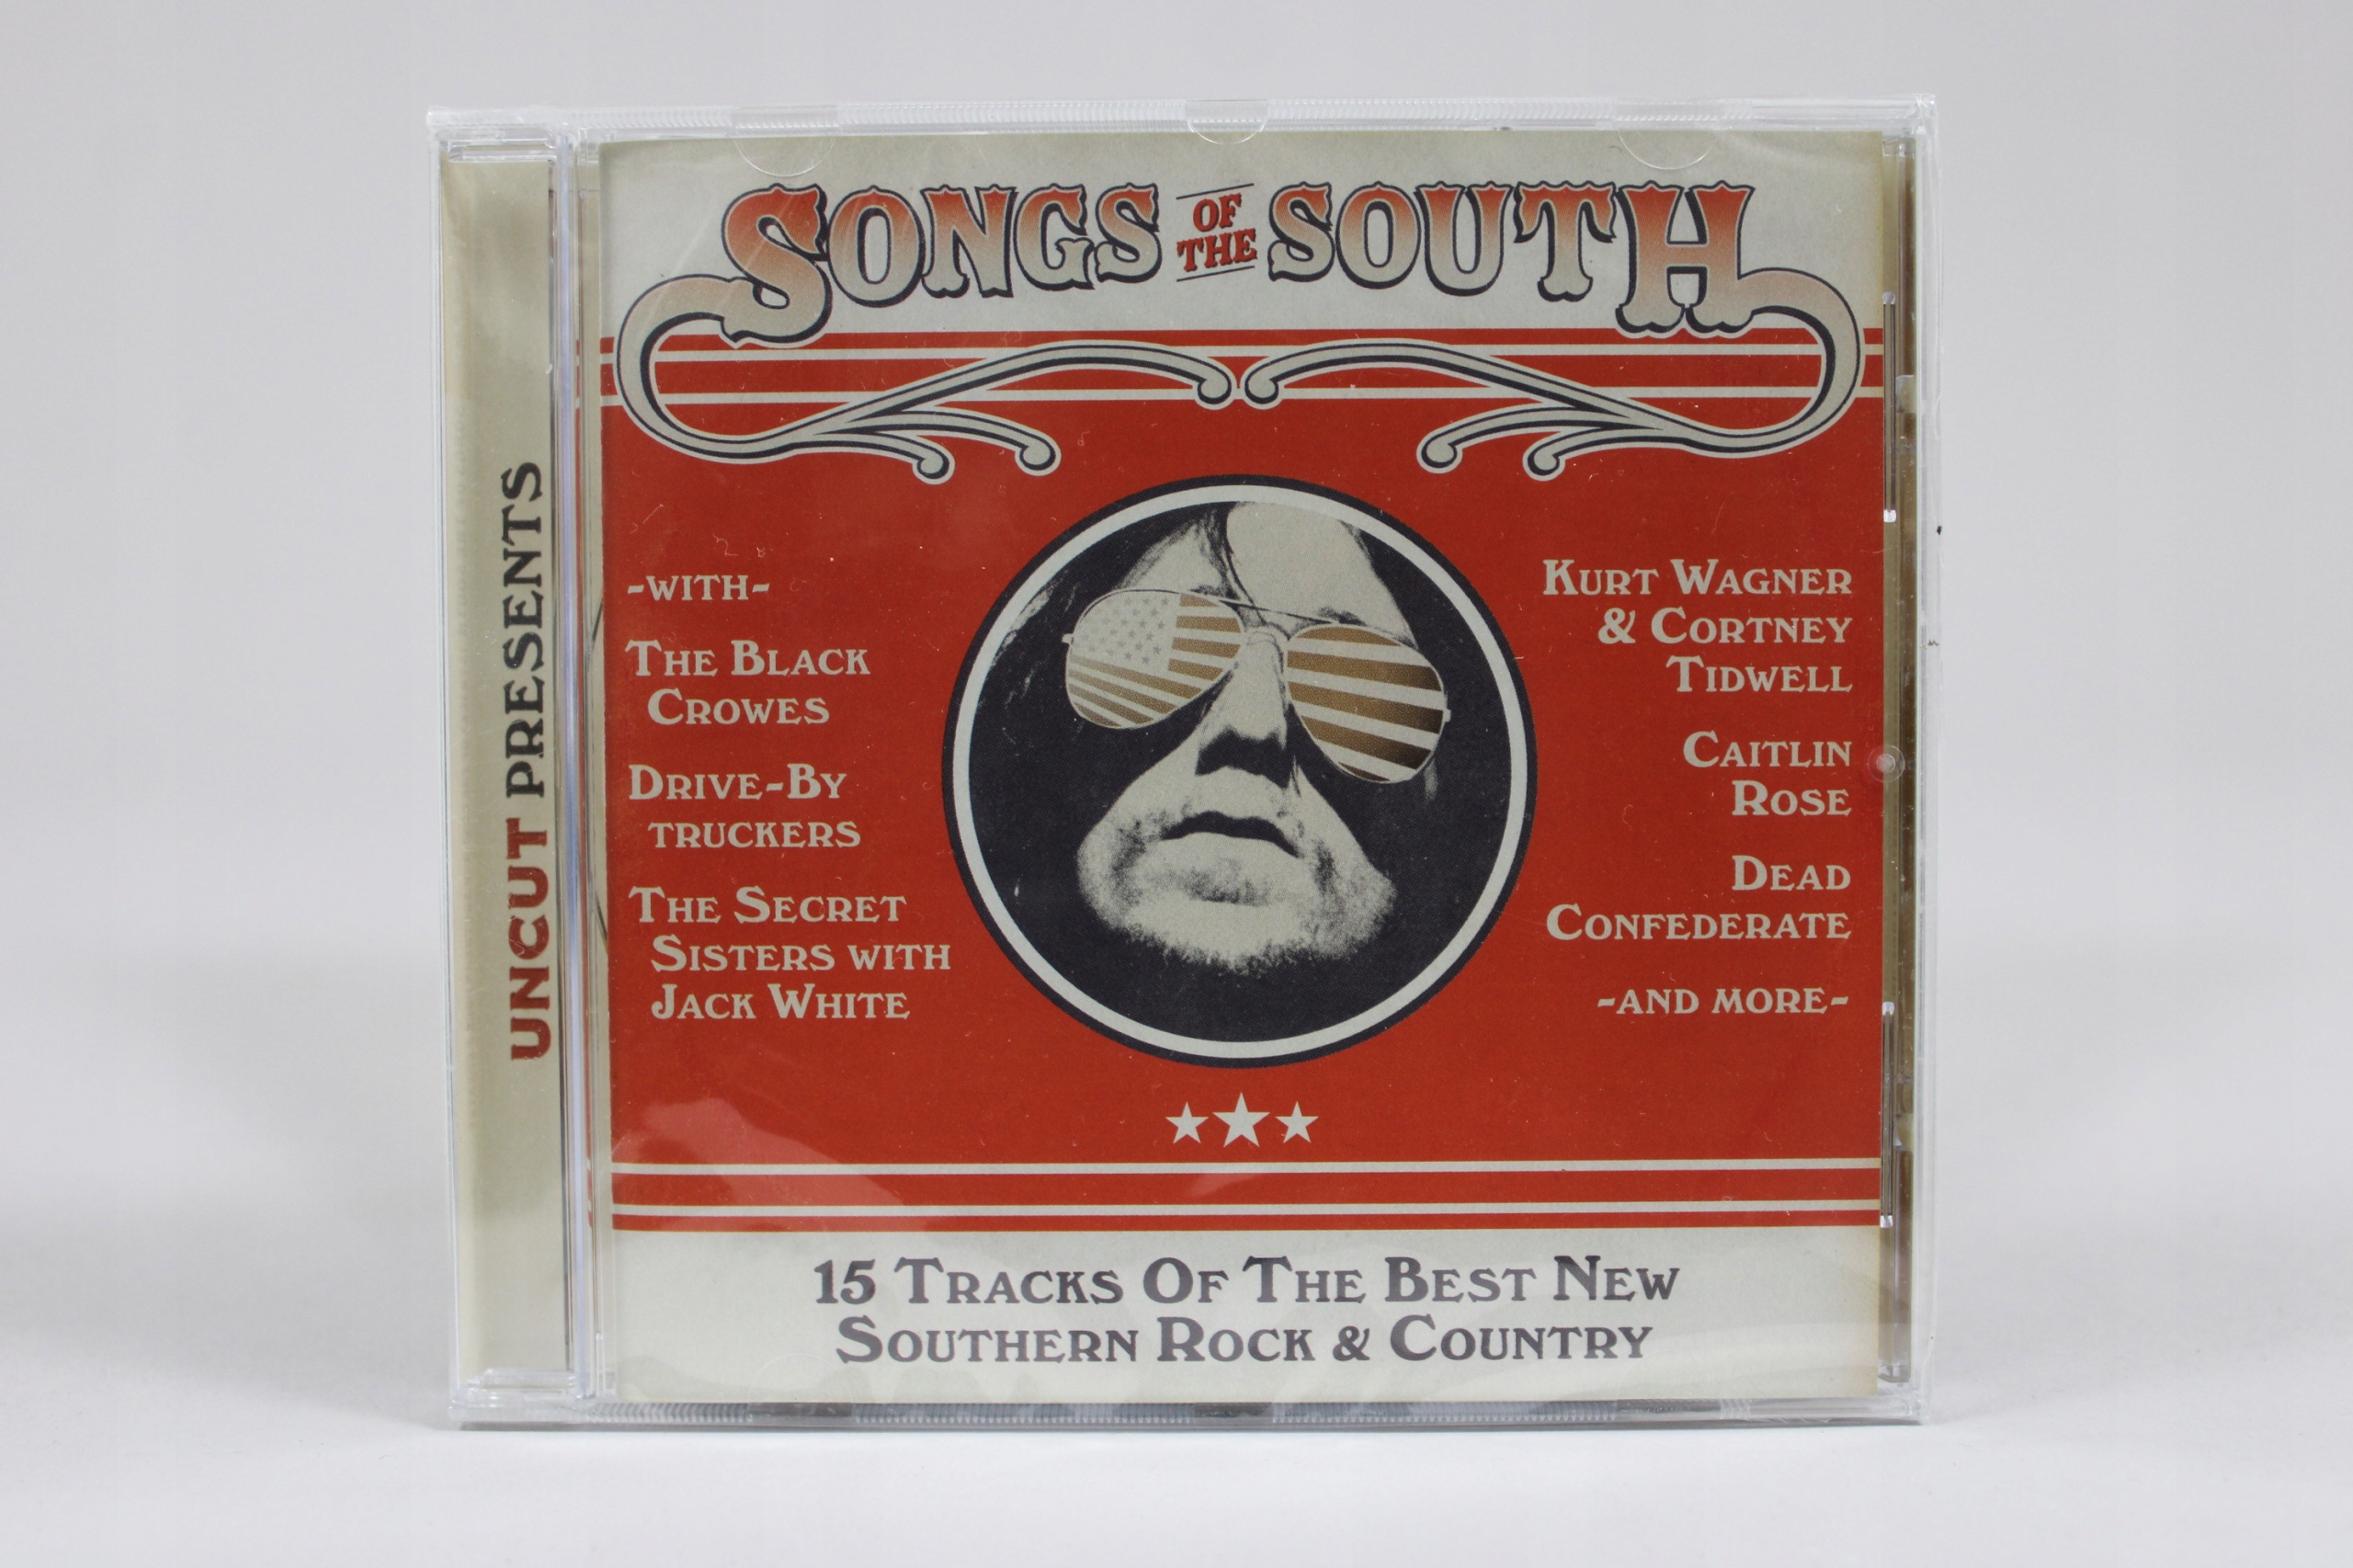 UNCUT PRESENTS
SONGS OF THE SOUTH
-WITH-
THE BLACK
CROWES
DRIVE-BY
TRUCKERS
THE SECRET
SISTERS WITH
JACK WHITE
KURT WAGNER
& CORTNEY
TIDWELL
CAITLIN
ROSE
DEAD
CONFEDERATE
-AND MORE-
15 TRACKS OF THE BEST NEW
SOUTHERN ROCK & COUNTRY